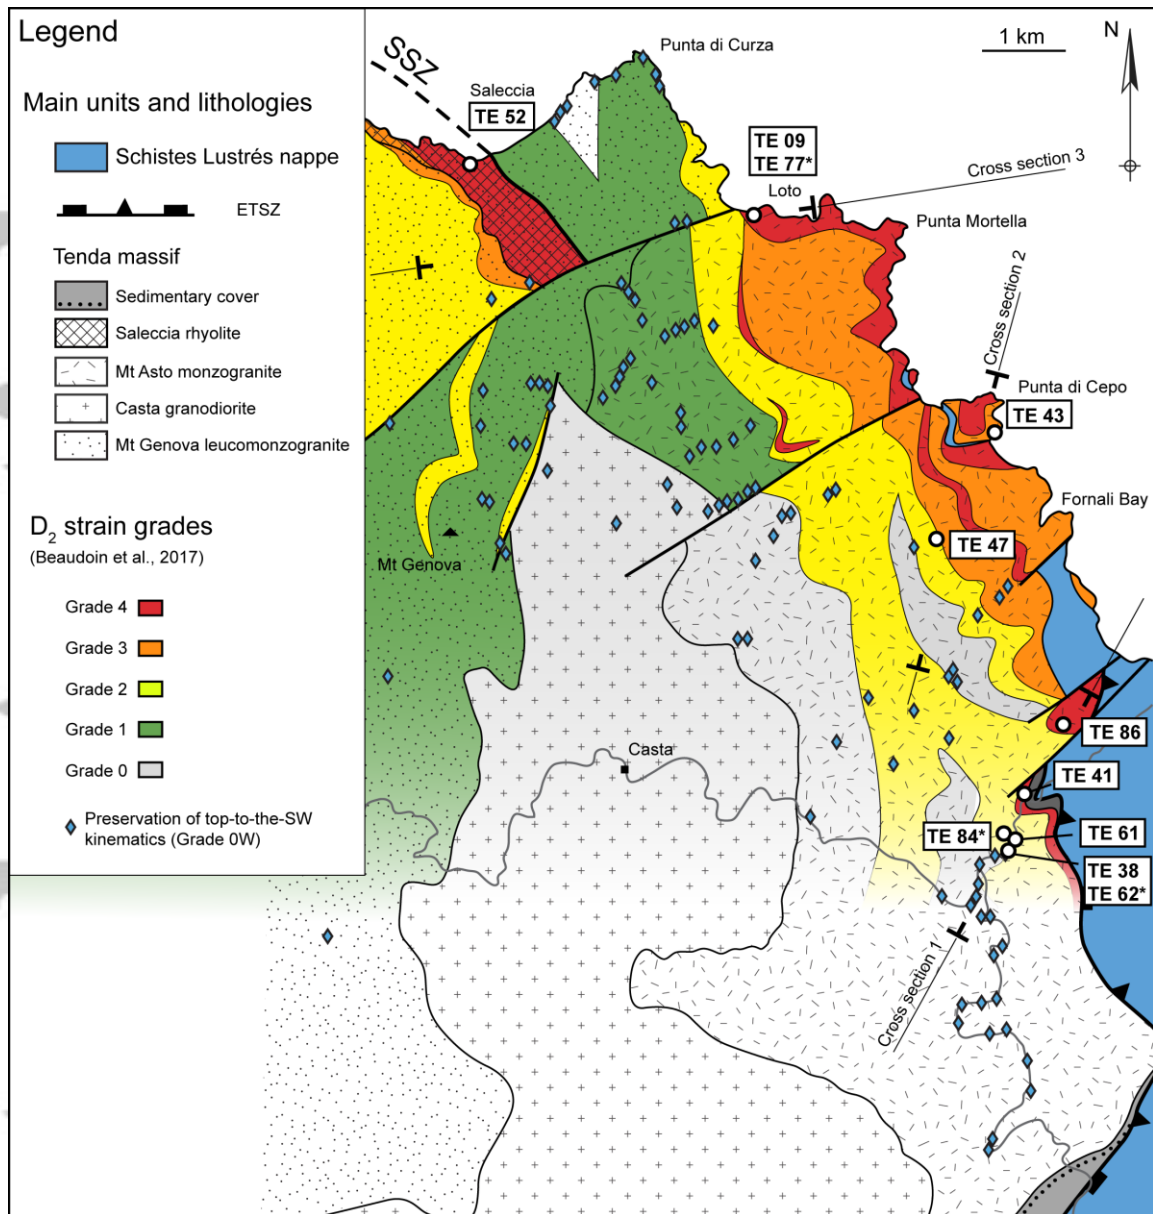 Legend
Main units and lithologies
Schistes Lustrés nappe
ETSZ
Tenda massif
Sedimentary cover
Saleccia rhyolite
Mt Asto monzogranite
Casta granodiorite
Mt Genova leucomonzogranite
D2 strain grades
(Beaudoin et al., 2017)
Grade 4
Grade 3
Grade 2
Grade 1
Grade 0
Preservation of top-to-the-SW
kinematics (Grade 0W)
SSZ
Punta di Curza
1 km
N
Saleccia
TE 52
TE 09
TE 77*
Loto
Cross section 3
Punta Mortella
Cross section 2
Punta di Cepo
TE 43
Fornali Bay
TE 47
Mt Genova
Casta
TE 86
TE 41
TE 84*
TE 61
TE 38
TE 62*
Cross section 1